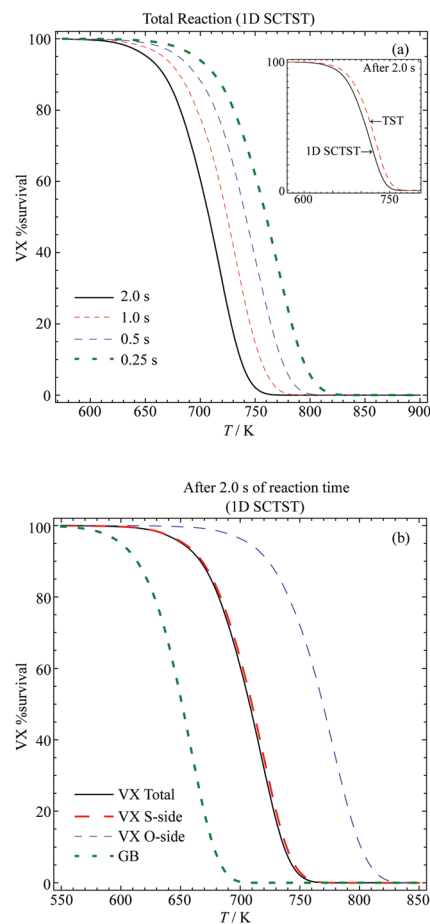 Total Reaction (1D SCTST)
100
80
60
40
20
0
VX %survival
(a)
After 2.0 s
100
0
TST
1D SCTST
600
750
2.0 s
1.0 s
0.5 s
0.25 s
600 650 700 750 800 850 900
T / K
After 2.0 s of reaction time
(1D SCTST)
100
80
60
40
20
0
VX %survival
(b)
VX Total
VX S-side
VX O-side
GB
550 600 650 700 750 800 850
T / K